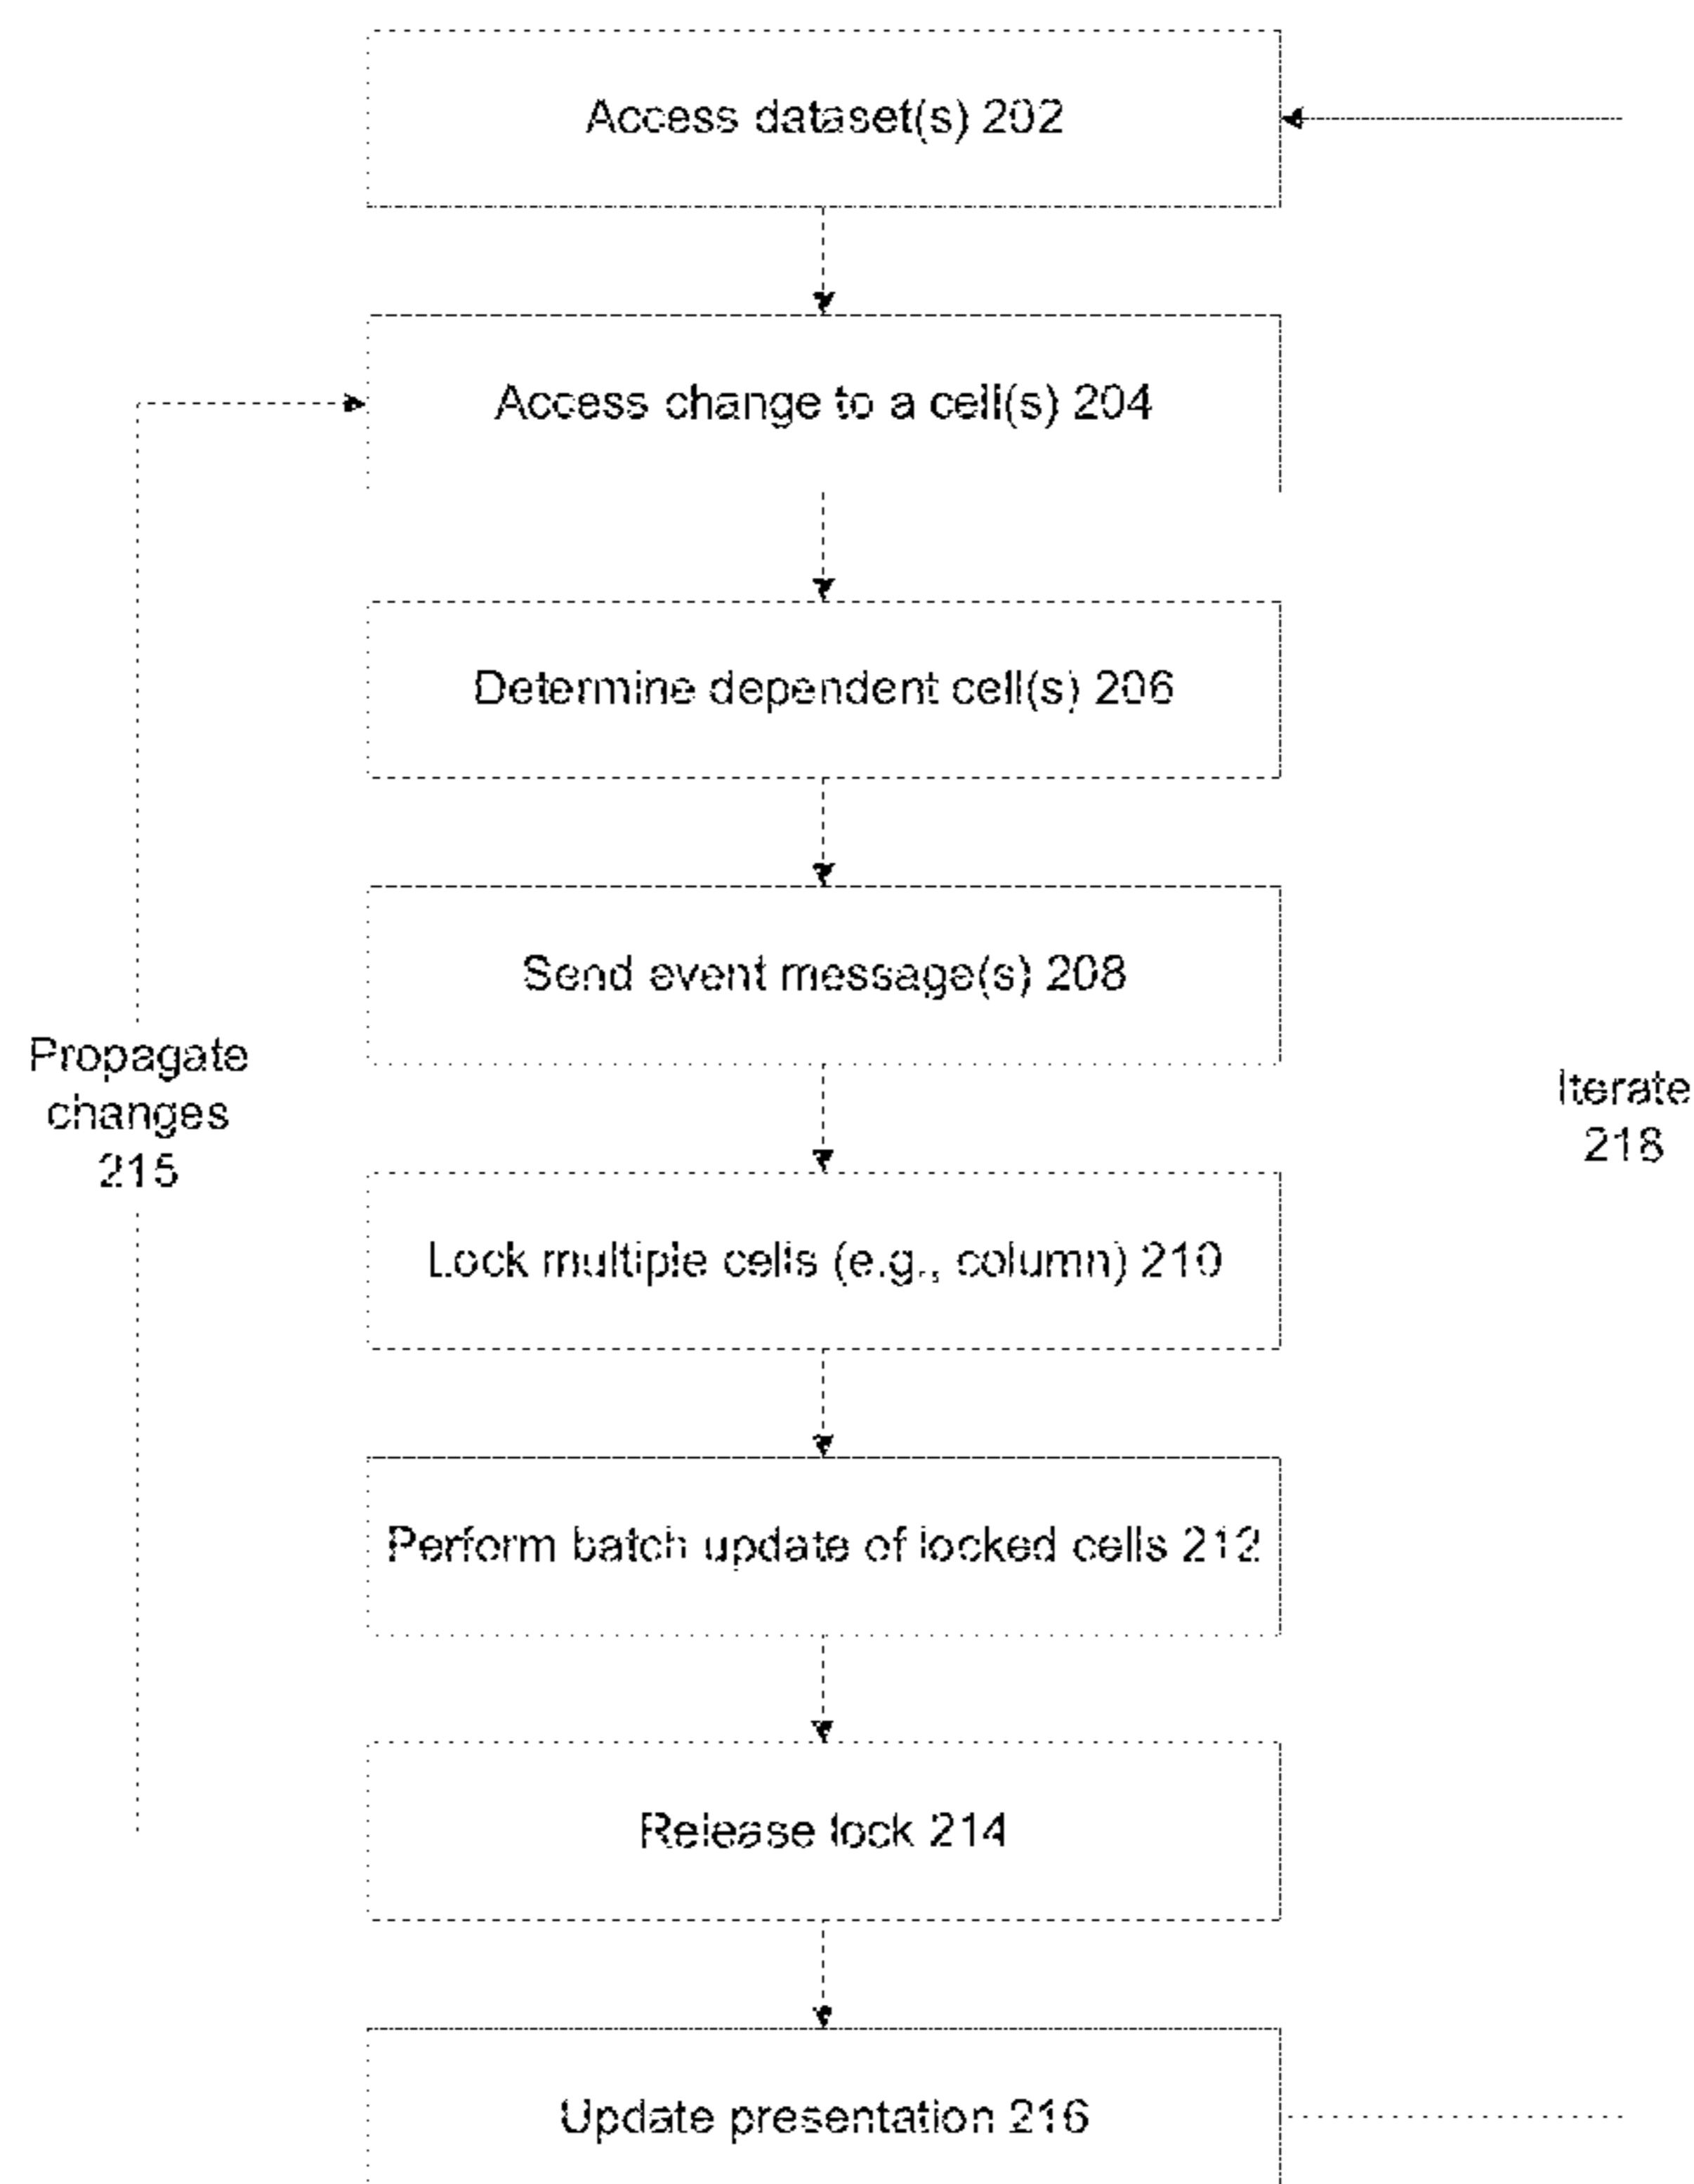 Access dataset(s) 202
Access change to a cell(s) 204
Determine dependent cell(s) 206
Send event message(s) 208
Propagate
changes
215
Iterate
218
Lock multiple cells (e.g., column) 210
Perform batch update of locked cells 212
Release lock 214
Update presentation 216